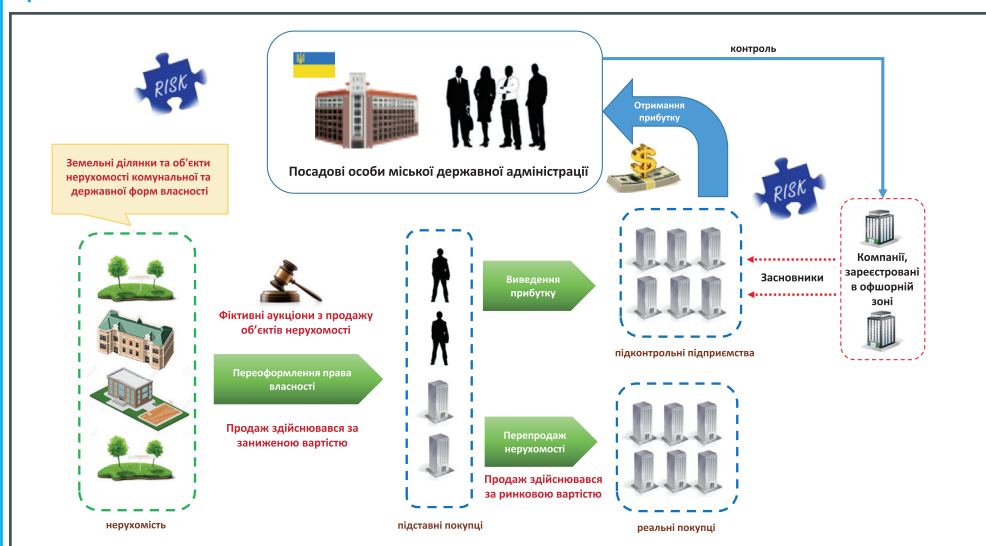 контроль
RISK
Отримання
прибутку
Посадові особи міської державної адміністрації
Земельні ділянки та об'єкти
нерухомості комунальної та
державної форм власності
RISK
Фіктивні аукціони з продажу
об'єктів нерухомості
Переоформлення права
власності
Продаж здійснювався за
заниженою вартістю
Виведення
прибутку
Засновники
Компанії,
зареєстровані
в офшорній
зоні
підконтрольні підприємства
Перепродаж
нерухомості
Продаж здійснювався
за ринковою вартістю
нерухомість
підставні покупці
реальні покупці